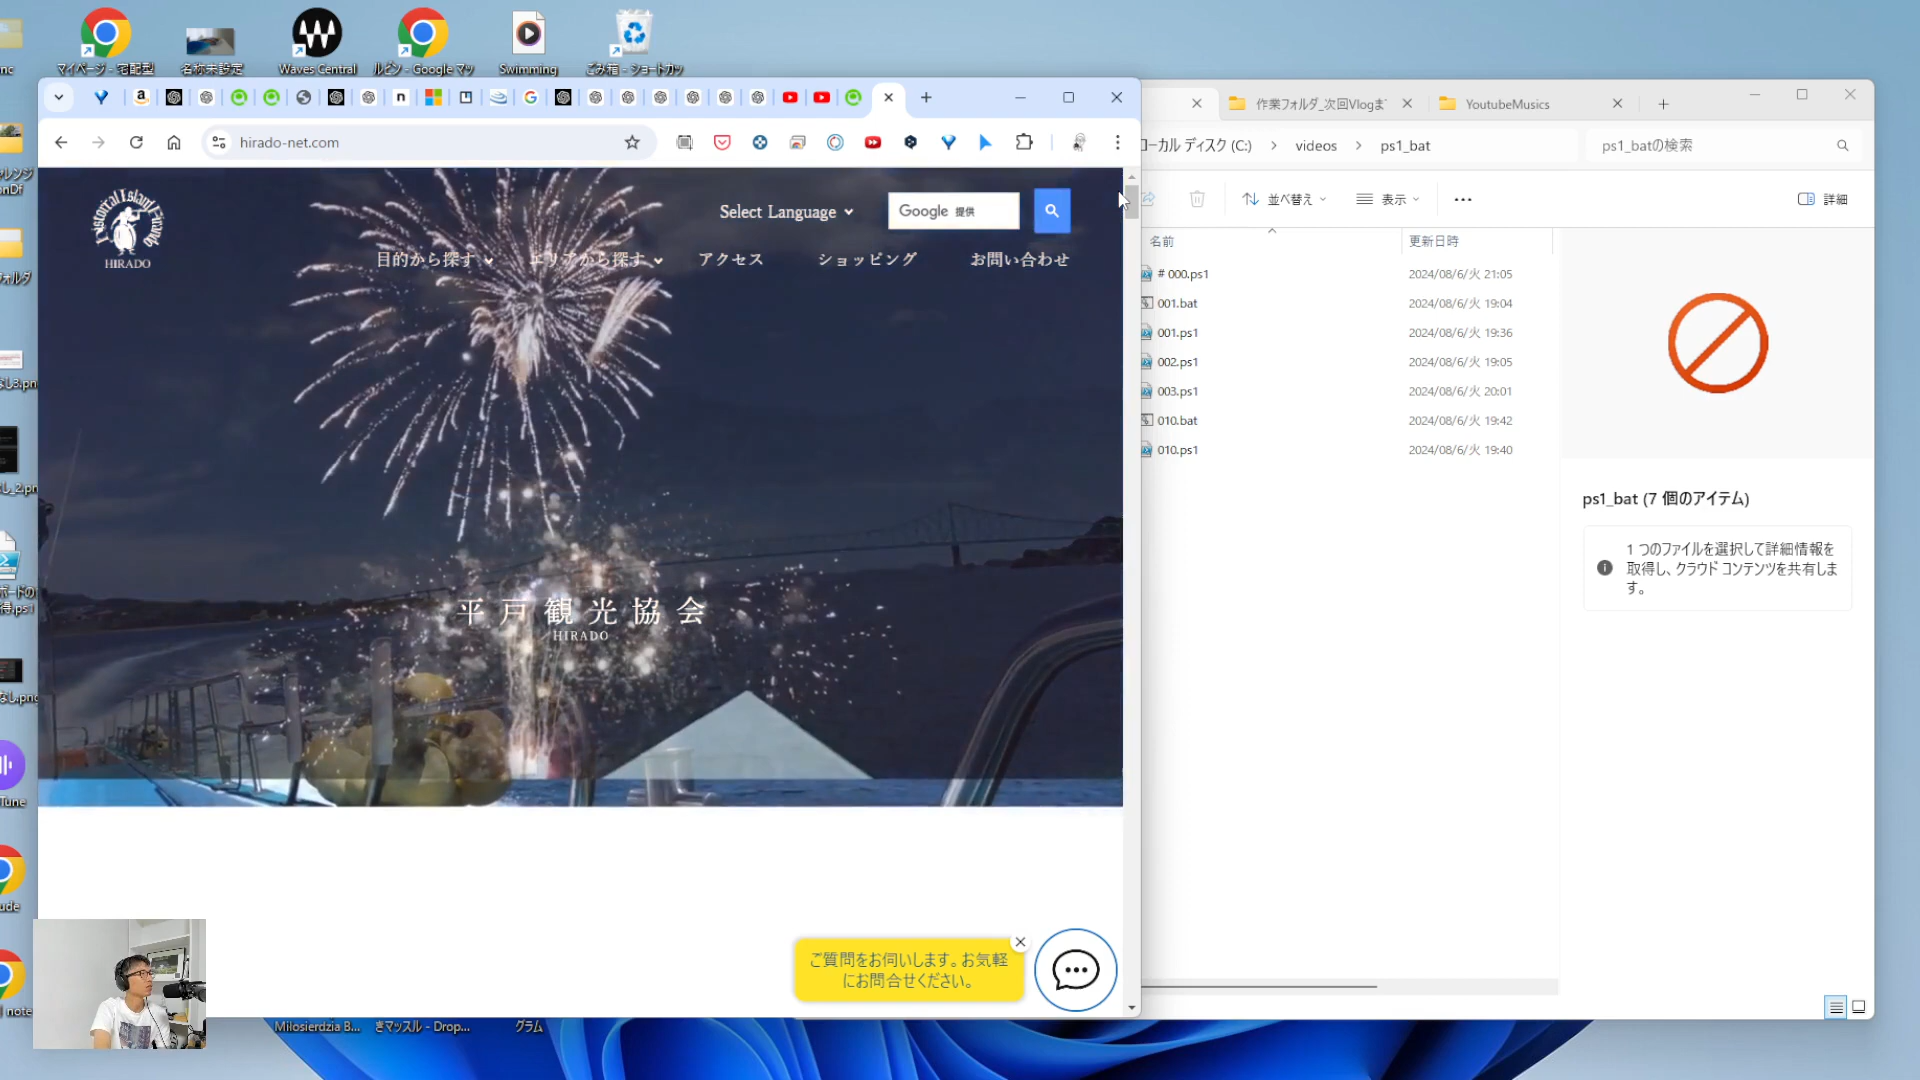 マイページ - 宅配型
名称未設定
Waves Central
ルビン - Google マッ
Swimming
ごみ箱 - ショートカッ
作業フォルダ_次回Vlogま
YoutubeMusics
hirado-net.com
ローカル ディスク (C:)
videos
ps1_bat
ps1_batの検索
並べ替え
表示
詳細
HIRADO
Select Language
Google 提供
目的から探す
エリアから探す
アクセス
ショッピング
お問い合わせ
名前
更新日時
# 000.ps1
2024/08/6/火 21:05
001.bat
2024/08/6/火 19:04
001.ps1
2024/08/6/火 19:36
002.ps1
2024/08/6/火 19:05
003.ps1
2024/08/6/火 20:01
010.bat
2024/08/6/火 19:42
010.ps1
2024/08/6/火 19:40
ps1_bat (7 個のアイテム)
1 つのファイルを選択して詳細情報を
取得し、クラウド コンテンツを共有しま
す。
平戸観光協会
HIRADO
ご質問をお伺いします。お気軽
にお問合せください。
Miłosierdzia B...
きマッスル - Drop...
グラム
note